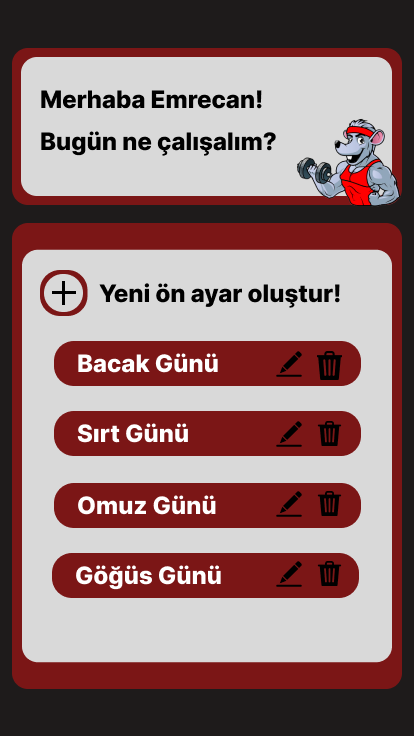 Merhaba Emrecan!
Bugün ne çalışalım?
Yeni ön ayar oluştur!
Bacak Günü
Sırt Günü
Omuz Günü
Göğüs Günü